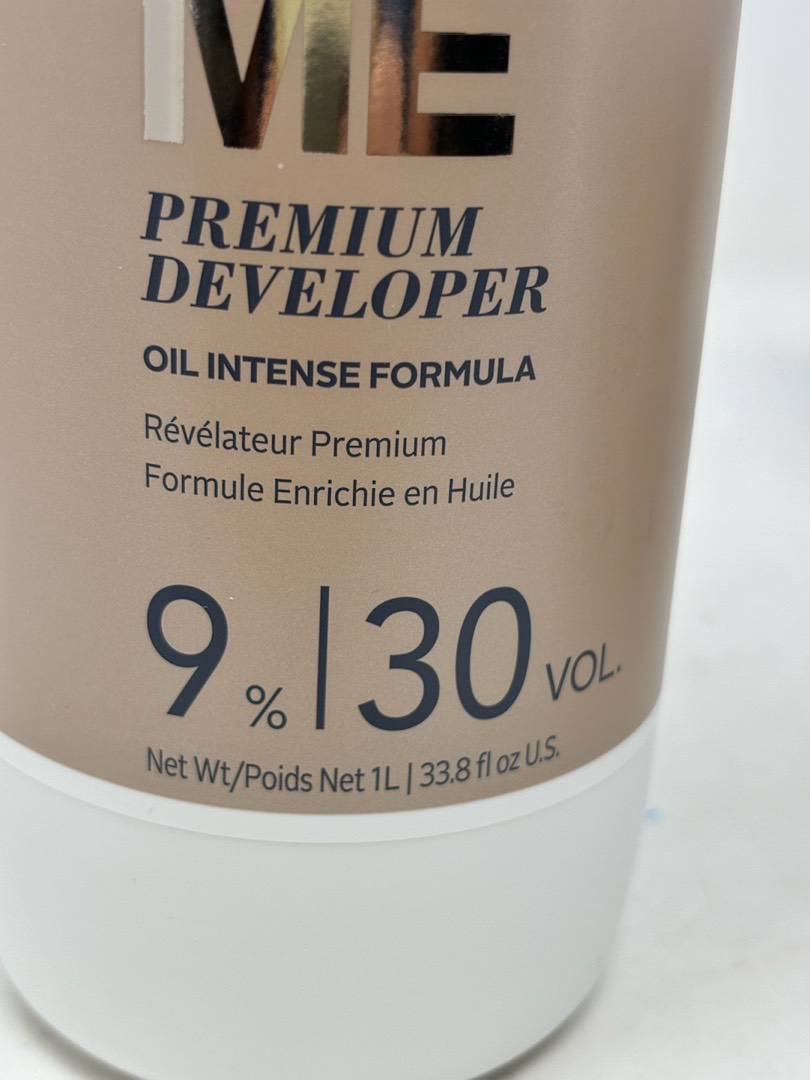 ME
PREMIUM
DEVELOPER
OIL INTENSE FORMULA
Révélateur Premium
Formule Enrichie en Huile
9% | 30 VOL.
Net Wt/Poids Net 1L | 33.8 fl oz U.S.